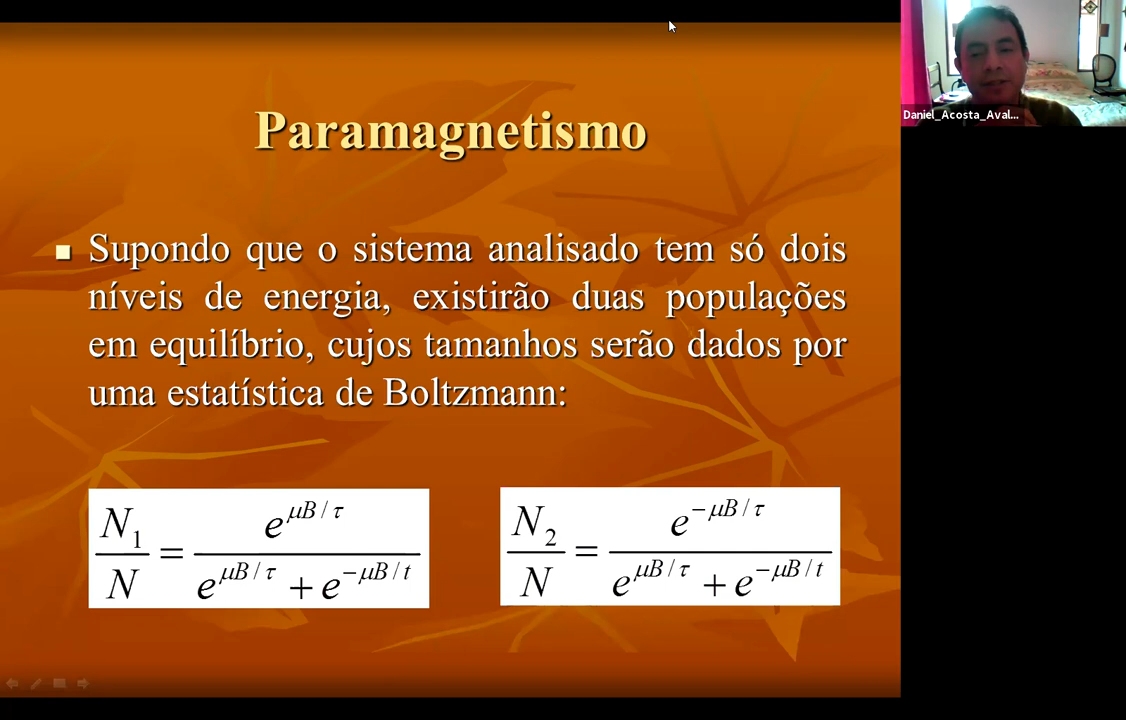 Paramagnetismo
Daniel_Acosta_Aval...
Supondo que o sistema analisado tem só dois
níveis de energia, existirão duas populações
em equilíbrio, cujos tamanhos serão dados por
uma estatística de Boltzmann:
N₁/N = e^{μB/τ} / (e^{μB/τ} + e^{−μB/t})
N₂/N = e^{−μB/τ} / (e^{μB/τ} + e^{−μB/t})